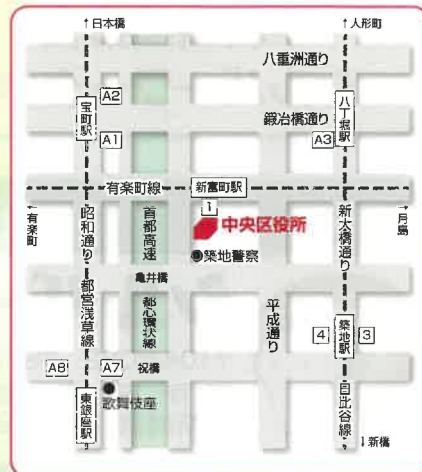 ↑日本橋
↑人形町
八重洲通り
A2
宝町駅
鍛冶橋通り
八丁堀駅
A1
A3
有楽町線
新富町駅
1
←有楽町
昭和通り
首都高速
中央区役所
新大橋通り
→月島
築地警察
亀井橋
都営浅草線
都心環状線
平成通り
4
築地駅
3
A8
A7
祝橋
日比谷線
歌舞伎座
東銀座駅
↓新橋